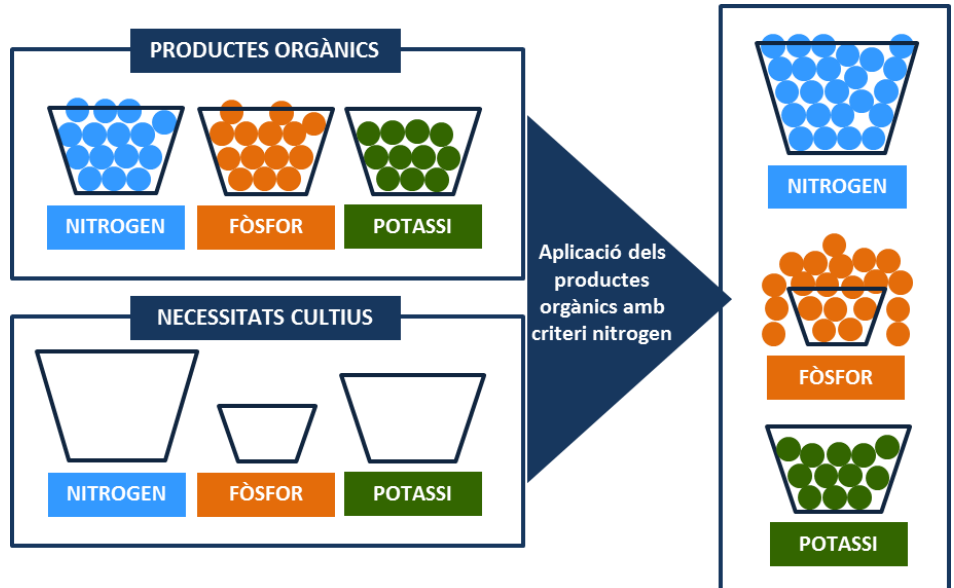 PRODUCTES ORGÀNICS
NITROGEN
FÒSFOR
POTASSI
NECESSITATS CULTIUS
NITROGEN
FÒSFOR
POTASSI
Aplicació dels
productes
orgànics amb
criteri nitrogen
NITROGEN
FÒSFOR
POTASSI